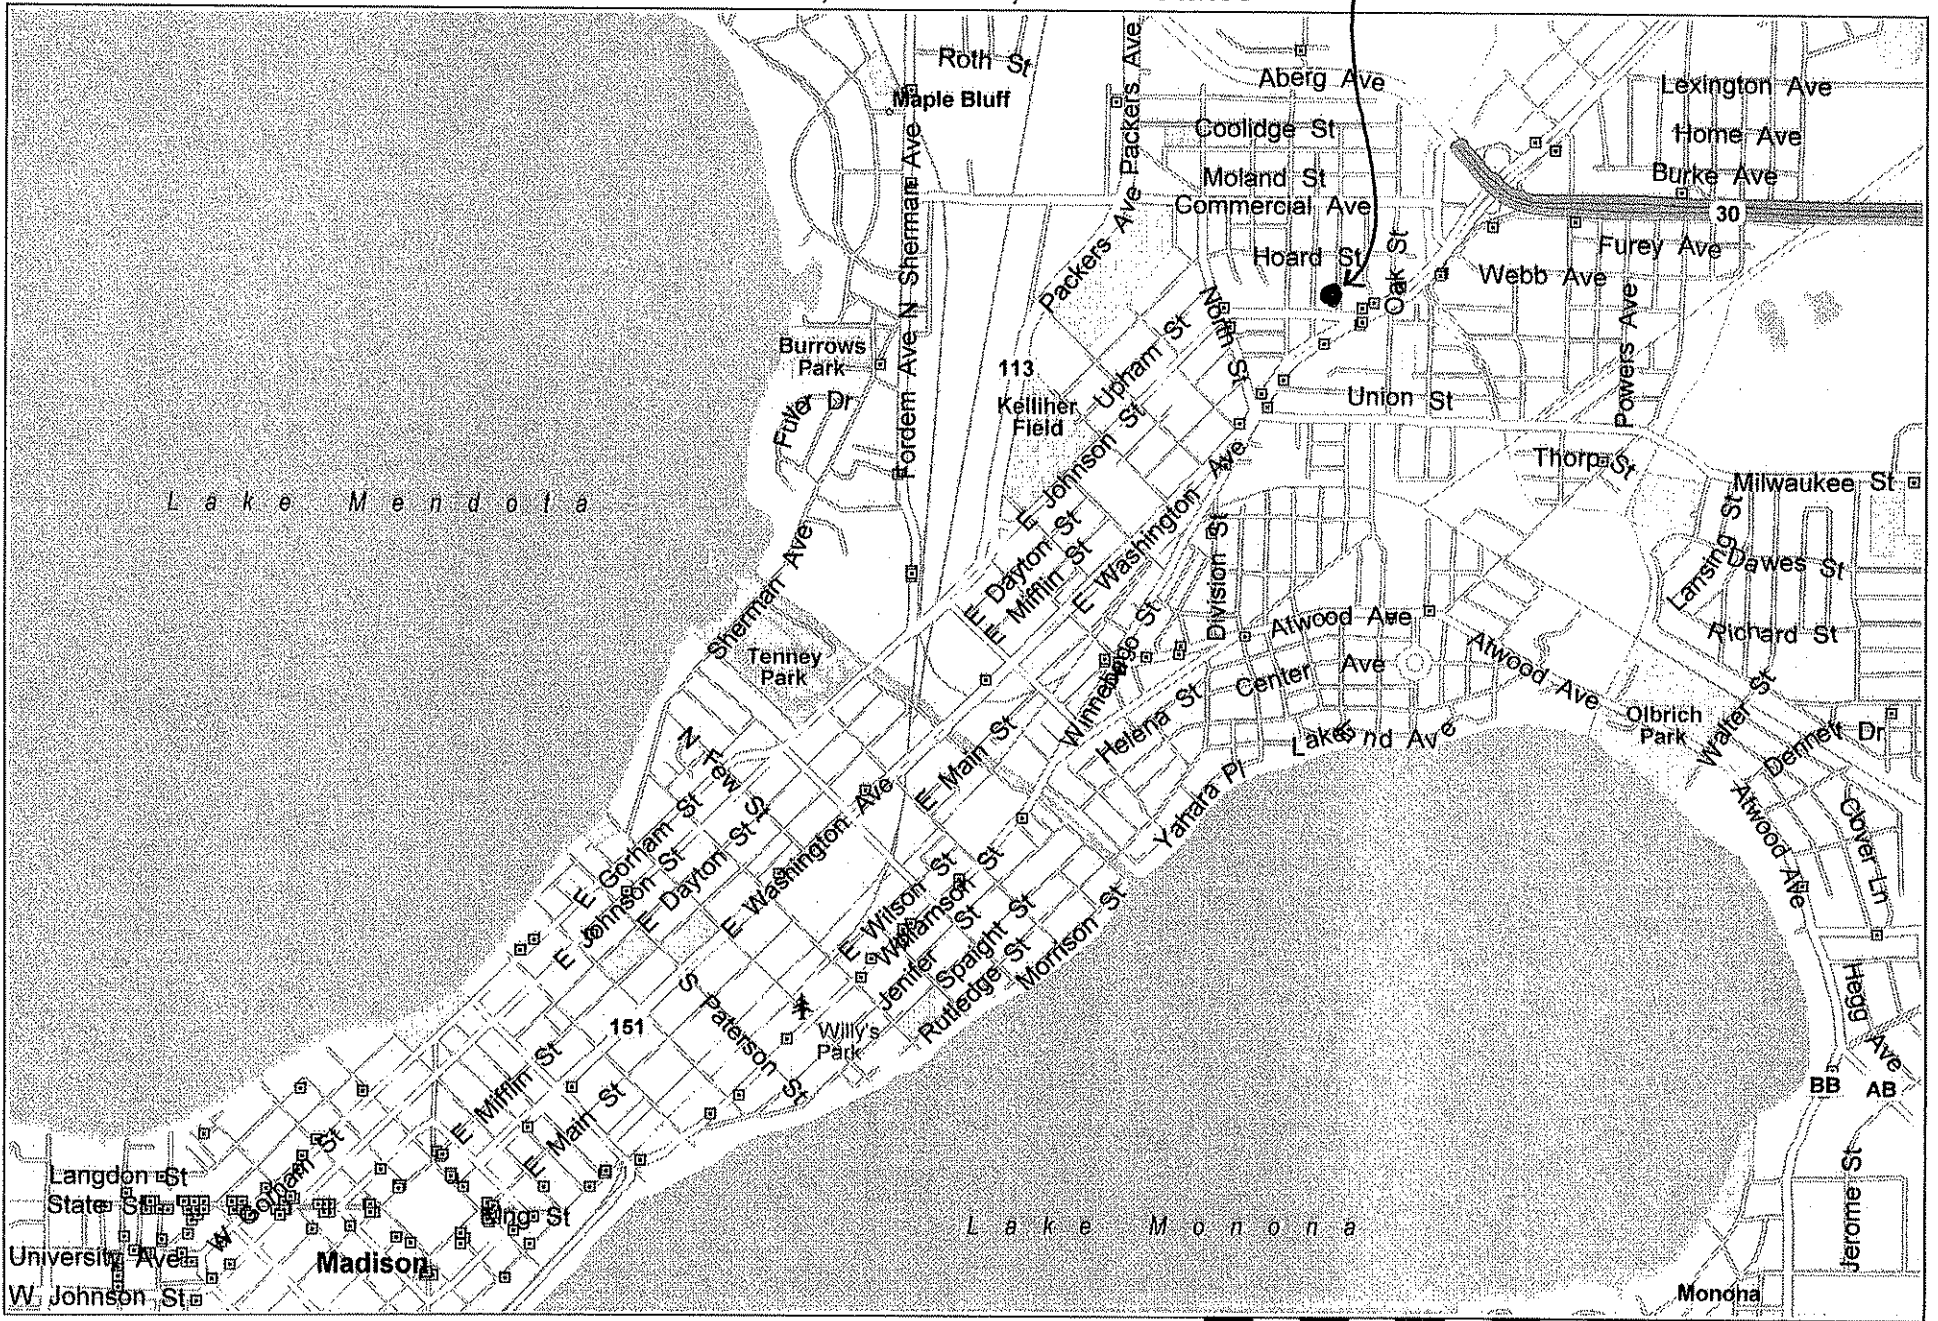 Roth St
Maple Bluff
N Sherman Ave
Packers Ave
Packers Ave
Aberg Ave
Coolidge St
Moland St
Commercial Ave
Hoard St
Oak St
Lexington Ave
Home Ave
Burke Ave
30
Furey Ave
Webb Ave
Powers Ave
North St
Upham St
Union St
Burrows
Park
Fuller Dr
Fordem Ave
113
Kelliher
Field
E Johnson St
E Dayton St
E Mifflin St
E Washington Ave
Thorp St
Milwaukee St
Lansing St
Dawes St
Richard St
Lake Mendota
Sherman Ave
Tenney
Park
Division St
Atwood Ave
Center Ave
Winnebago St
Helena St
Lakeland Ave
Atwood Ave
Olbrich
Park
Walter St
Dennett Dr
Yahara Pl
Atwood Ave
Clover Ln
N Few St
E Main St
E Gorham St
E Johnson St
E Dayton St
E Washington Ave
E Wilson St
Williamson St
Jenifer St
Spaight St
Rutledge St
Morrison St
S Paterson St
Willy's
Park
151
Hegg Ave
BB
AB
E Mifflin St
E Main St
Langdon St
State St
W Gorham St
King St
University Ave
Madison
W Johnson St
Lake Monona
Jerome St
Monona